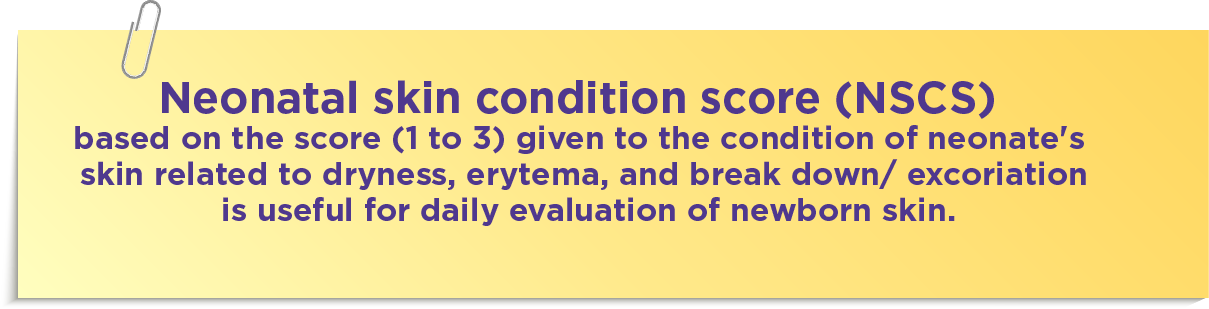 Neonatal skin condition score (NSCS)
based on the score (1 to 3) given to the condition of neonate's
skin related to dryness, erytema, and break down/ excoriation
is useful for daily evaluation of newborn skin.